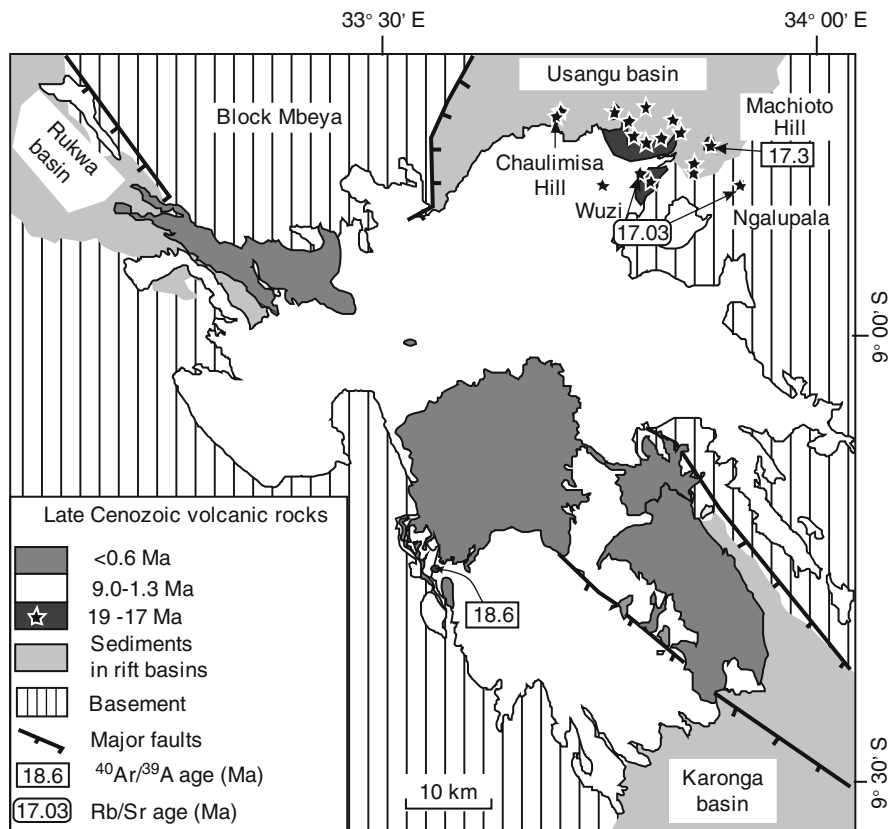 33° 30' E
34° 00' E
Usangu basin
Block Mbeya
Machioto
Hill
17.3
Rukwa
basin
Chaulimisa
Hill
Wuzi
17.03
Ngalupala
9° 00' S
Late Cenozoic volcanic rocks
<0.6 Ma
9.0-1.3 Ma
19 -17 Ma
Sediments
in rift basins
Basement
Major faults
18.6 ⁴⁰Ar/³⁹A age (Ma)
17.03 Rb/Sr age (Ma)
18.6
10 km
Karonga
basin
9° 30' S